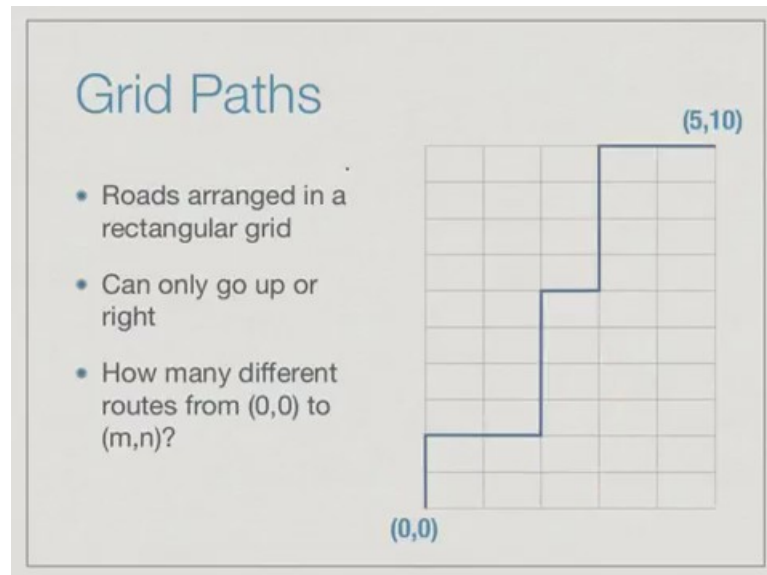 Grid Paths
(5,10)
• Roads arranged in a
rectangular grid
• Can only go up or
right
• How many different
routes from (0,0) to
(m,n)?
(0,0)